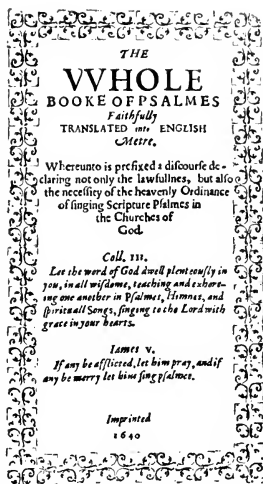 THE
VVHOLE
BOOKE OF PSALMES
Faithfully
TRANSLATED into ENGLISH
Metre.
Whereunto is prefixed a discourse de-
claring not only the lawfullnes, but also
the necessity of the heavenly Ordinance
of singing Scripture Psalmes in
the Churches of
God.
Coll. III.
Let the word of God dwell plenteously in
you, in all wisdome, teaching and exhort-
ing one another in Psalmes, Himnes, and
spirituall Songs, singing to the Lord with
grace in your hearts.
Iames V.
If any be afflicted, let him pray, and if
any be merry let him sing psalmes.
Imprinted
1640